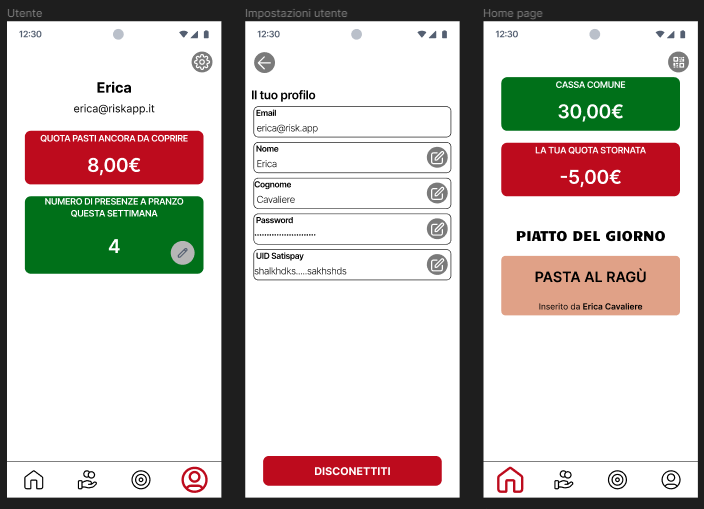 Utente
12:30
Erica
erica@riskapp.it
QUOTA PASTI ANCORA DA COPRIRE
8,00€
NUMERO DI PRESENZE A PRANZO
QUESTA SETTIMANA
4
Impostazioni utente
12:30
Il tuo profilo
Email
erica@risk.app
Nome
Erica
Cognome
Cavaliere
Password
UID Satispay
shalkhdks.....sakhshds
DISCONETTITI
Home page
12:30
CASSA COMUNE
30,00€
LA TUA QUOTA STORNATA
-5,00€
PIATTO DEL GIORNO
PASTA AL RAGÙ
Inserito da Erica Cavaliere